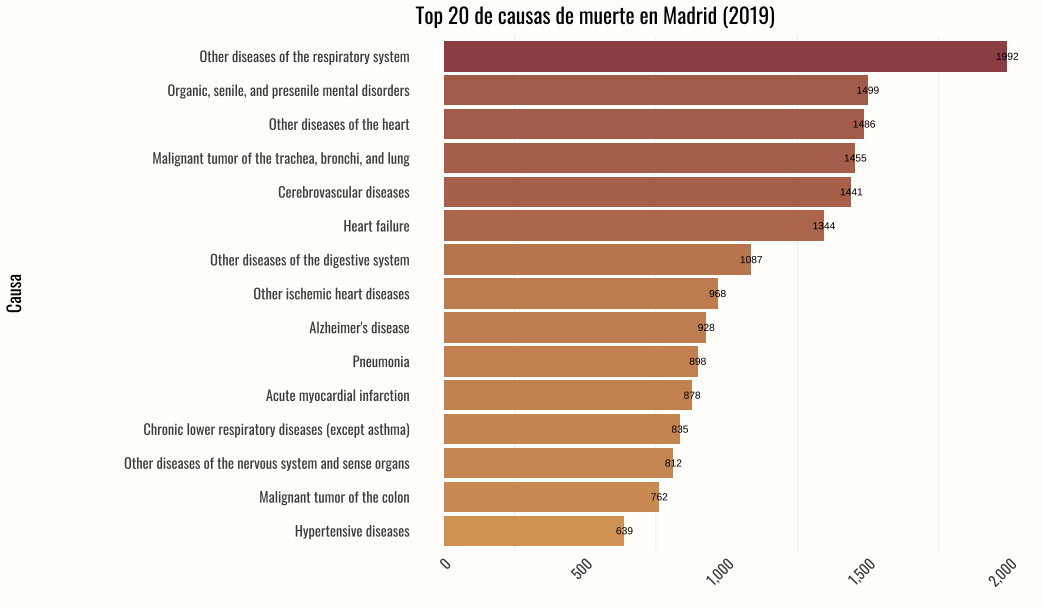 Top 20 de causas de muerte en Madrid (2019)
Causa
Other diseases of the respiratory system 1992
Organic, senile, and presenile mental disorders 1499
Other diseases of the heart 1486
Malignant tumor of the trachea, bronchi, and lung 1455
Cerebrovascular diseases 1441
Heart failure 1344
Other diseases of the digestive system 1087
Other ischemic heart diseases 968
Alzheimer's disease 928
Pneumonia 898
Acute myocardial infarction 878
Chronic lower respiratory diseases (except asthma) 835
Other diseases of the nervous system and sense organs 812
Malignant tumor of the colon 762
Hypertensive diseases 639
0 500 1,000 1,500 2,000